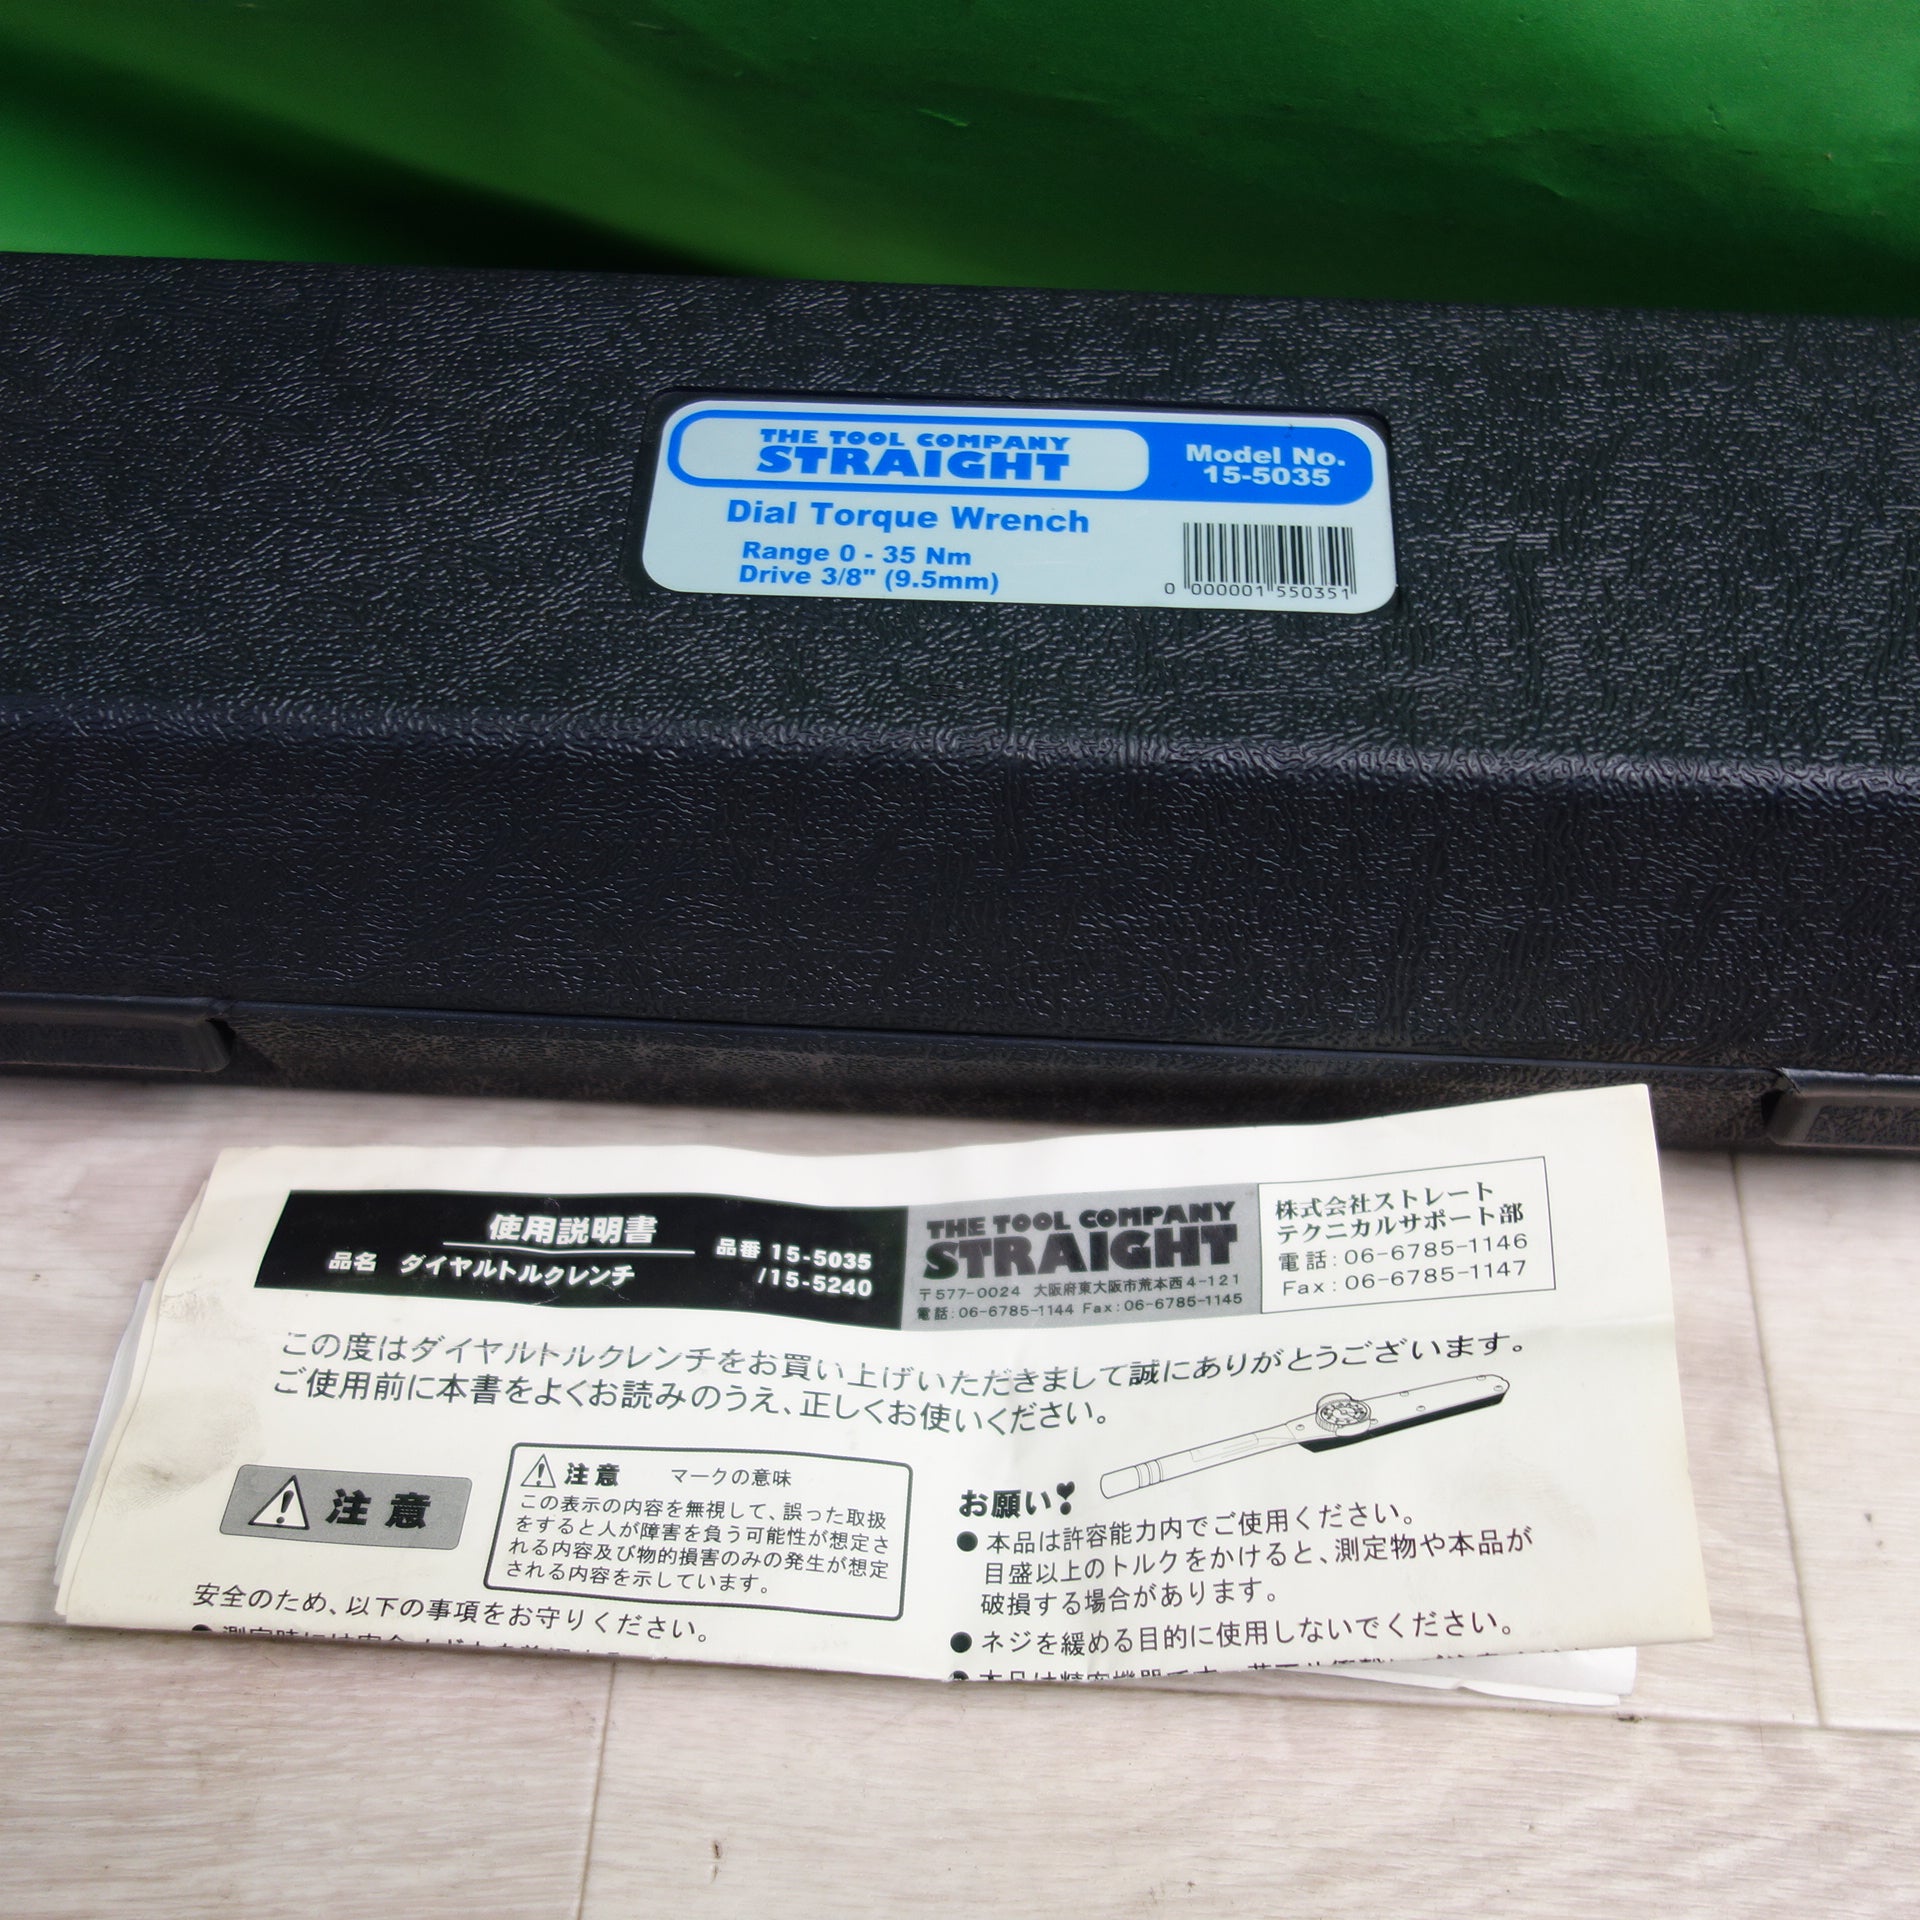 THE TOOL COMPANY
STRAIGHT
Model No.
15-5035
Dial Torque Wrench
Range 0 - 35 Nm
Drive 3/8" (9.5mm)
0 000001 550351
使用説明書
品名 ダイヤルトルクレンチ
品番 15-5035
/15-5240
THE TOOL COMPANY
STRAIGHT
〒577-0024 大阪府東大阪市荒本西4-121
電話:06-6785-1144 Fax:06-6785-1145
株式会社ストレート
テクニカルサポート部
電話:06-6785-1146
Fax:06-6785-1147
この度はダイヤルトルクレンチをお買い上げいただきまして誠にありがとうございます。
ご使用前に本書をよくお読みのうえ、正しくお使いください。
注意
注意 マークの意味
この表示の内容を無視して、誤った取扱
をすると人が障害を負う可能性が想定さ
れる内容及び物的損害のみの発生が想定
される内容を示しています。
安全のため、以下の事項をお守りください。
お願い
● 本品は許容能力内でご使用ください。
目盛以上のトルクをかけると、測定物や本品が
破損する場合があります。
● ネジを緩める目的に使用しないでください。